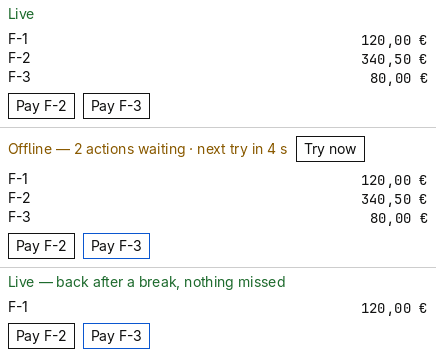 Live
F-1 120,00 €
F-2 340,50 €
F-3 80,00 €
Pay F-2 Pay F-3
Offline — 2 actions waiting · next try in 4 s Try now
F-1 120,00 €
F-2 340,50 €
F-3 80,00 €
Pay F-2 Pay F-3
Live — back after a break, nothing missed
F-1 120,00 €
Pay F-2 Pay F-3